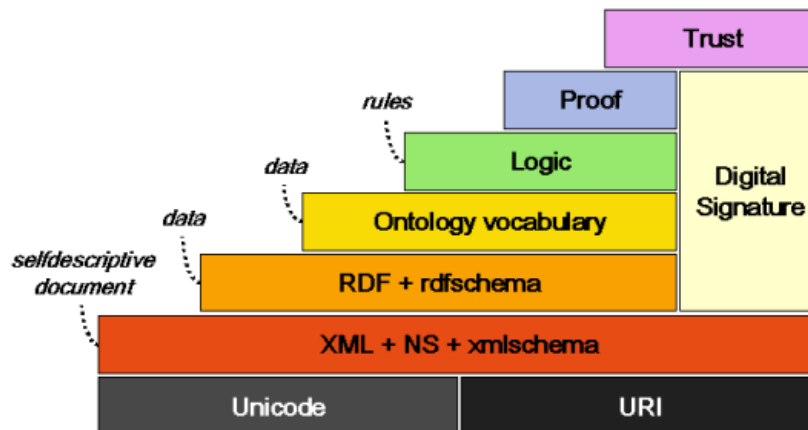 Trust
Proof
rules
Logic
Digital
Signature
data
Ontology vocabulary
data
RDF + rdfschema
selfdescriptive
document
XML + NS + xmlschema
Unicode
URI